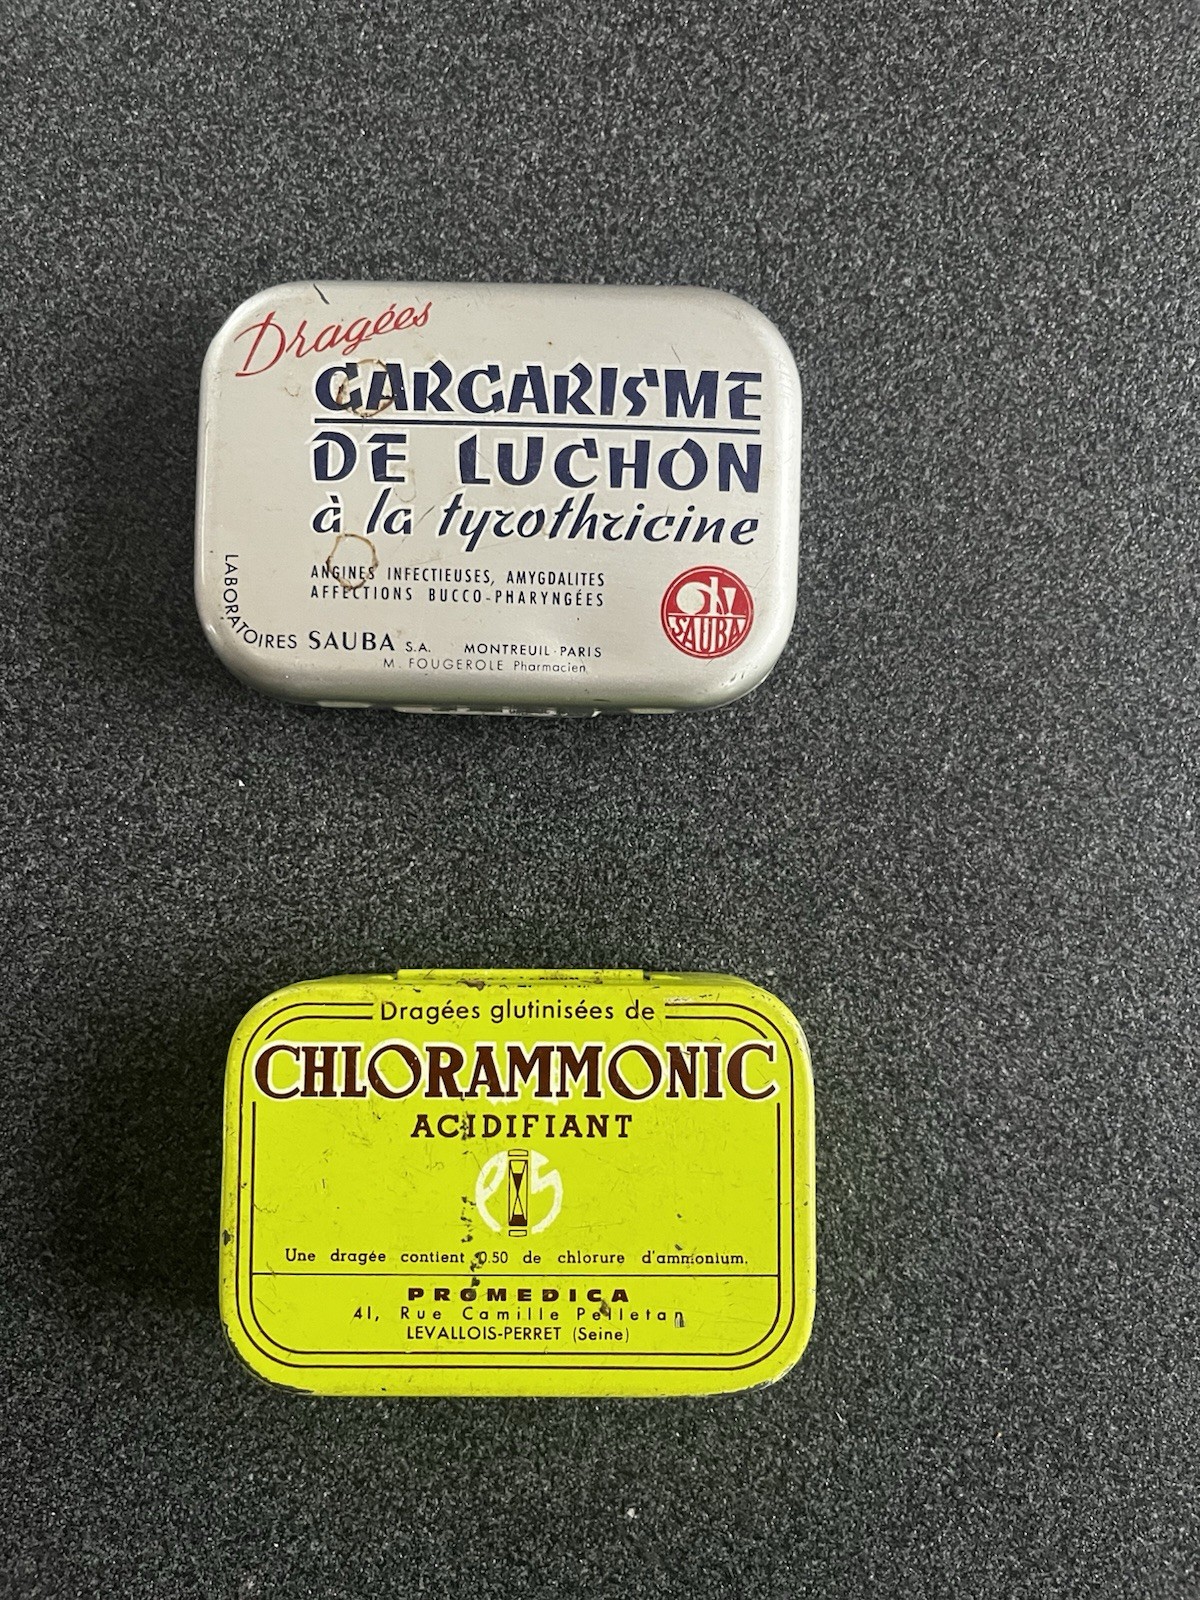 Dragées
GARGARISME
DE LUCHON
à la tyrothricine
ANGINES INFECTIEUSES, AMYGDALITES
AFFECTIONS BUCCO-PHARYNGÉES
LABORATOIRES SAUBA S.A. MONTREUIL-PARIS
M. FOUGEROLE Pharmacien
SAUBA
Dragées glutinisées de
CHLORAMMONIC
ACIDIFIANT
Une dragée contient 0.50 de chlorure d'ammonium.
PROMEDICA
41, Rue Camille Pelletan
LEVALLOIS-PERRET (Seine)